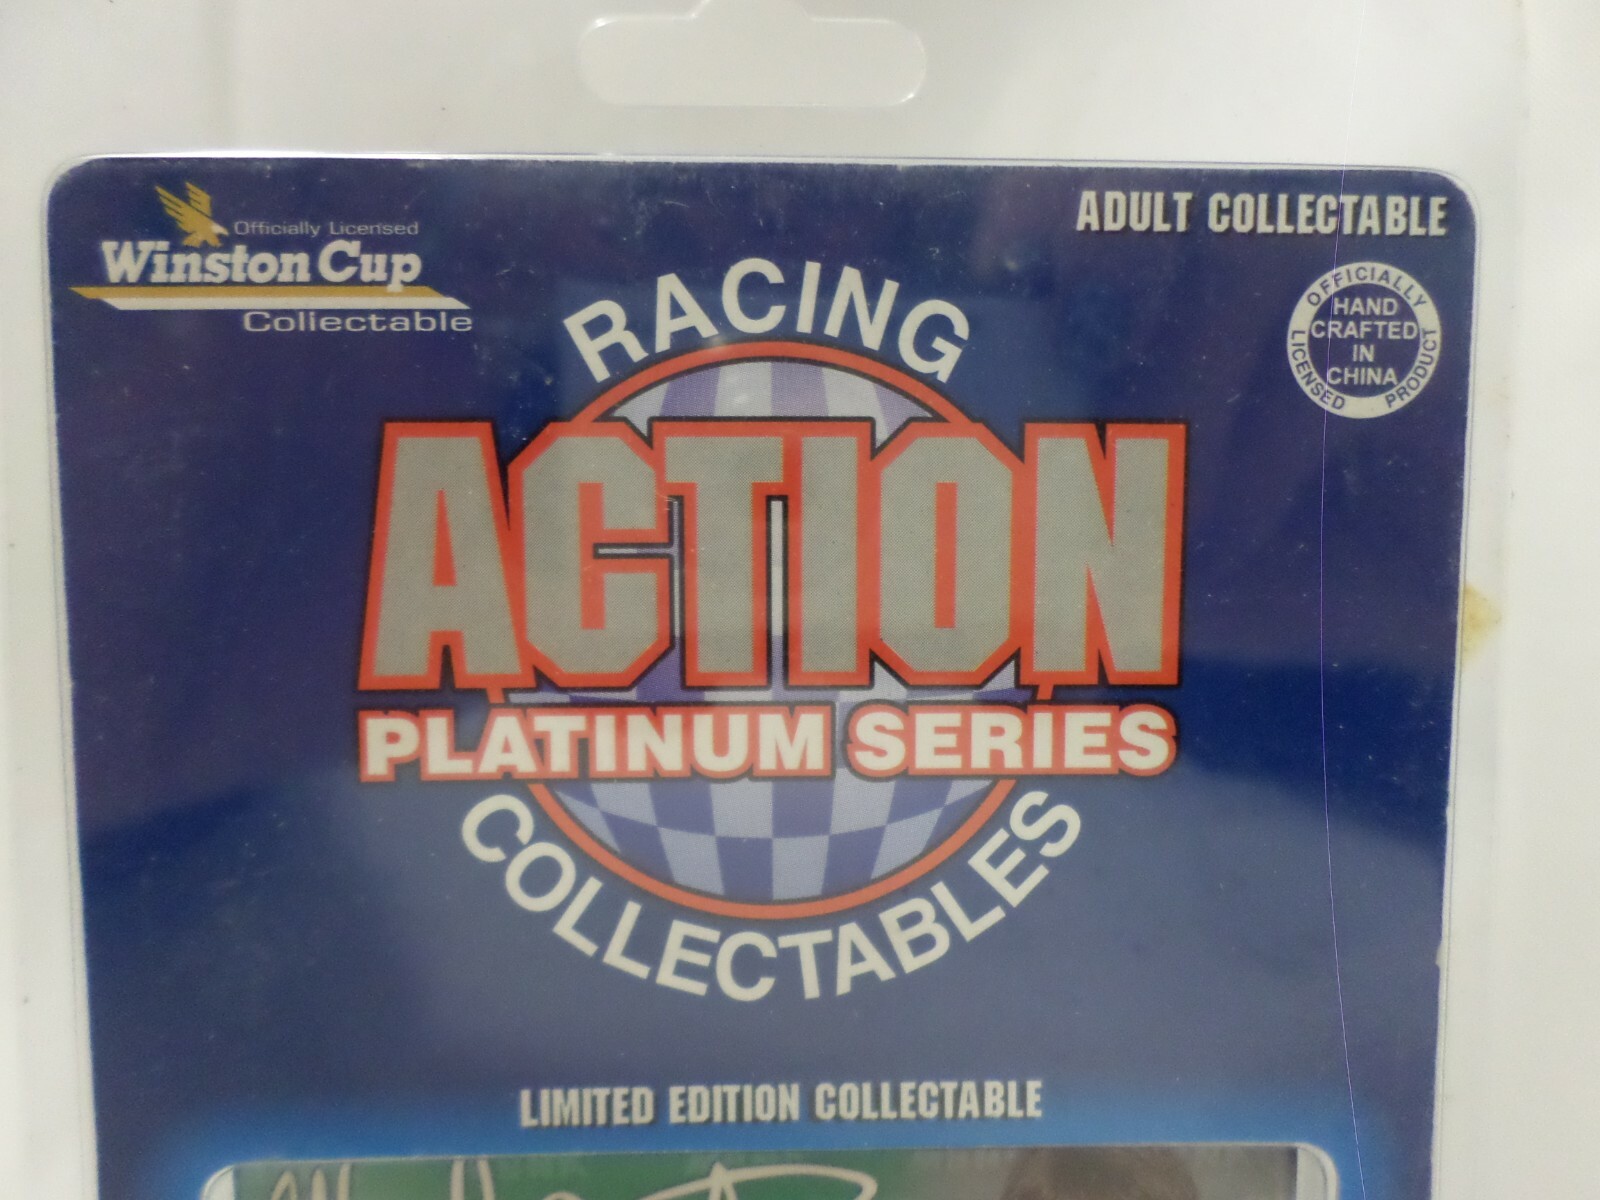 Officially Licensed
Winston Cup
Collectable
ADULT COLLECTABLE
OFFICIALLY LICENSED PRODUCT
HAND
CRAFTED
IN
CHINA
RACING
ACTION
PLATINUM SERIES
COLLECTABLES
LIMITED EDITION COLLECTABLE